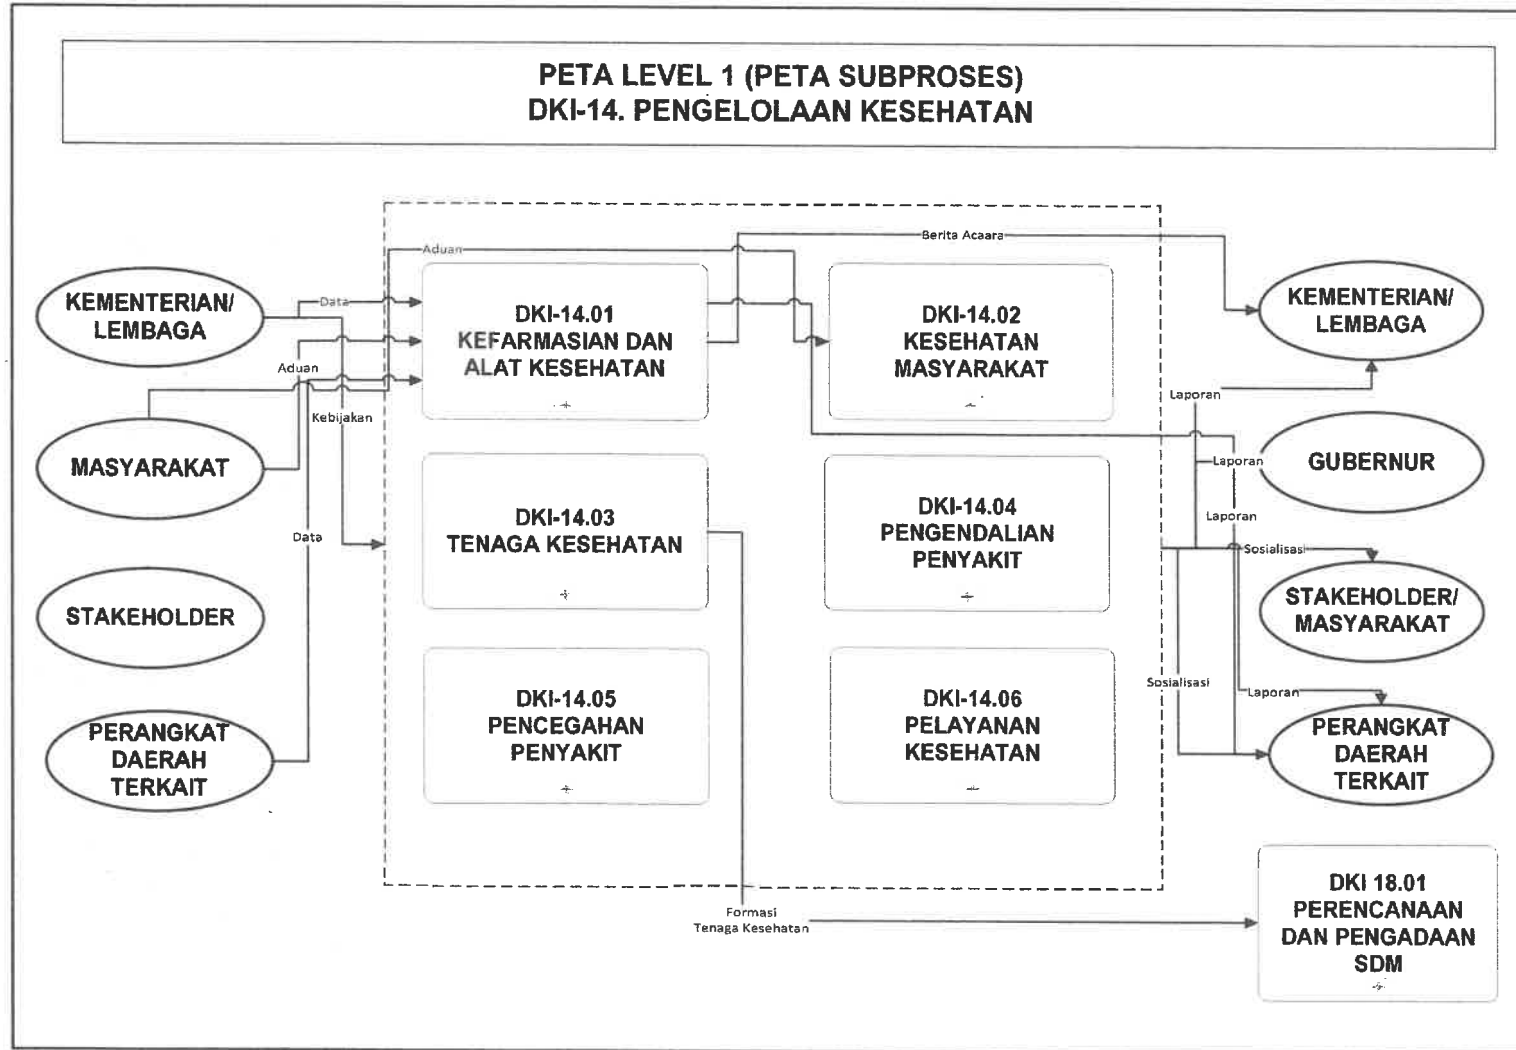 PETA LEVEL 1 (PETA SUBPROSES)
DKI-14. PENGELOLAAN KESEHATAN
Berita Acaara
Aduan
KEMENTERIAN/
LEMBAGA
Data
Aduan
Kebijakan
MASYARAKAT
Data
STAKEHOLDER
PERANGKAT
DAERAH
TERKAIT
DKI-14.01
KEFARMASIAN DAN
ALAT KESEHATAN
DKI-14.02
KESEHATAN
MASYARAKAT
DKI-14.03
TENAGA KESEHATAN
DKI-14.04
PENGENDALIAN
PENYAKIT
DKI-14.05
PENCEGAHAN
PENYAKIT
DKI-14.06
PELAYANAN
KESEHATAN
KEMENTERIAN/
LEMBAGA
Laporan
Laporan
GUBERNUR
Laporan
Sosialisasi
STAKEHOLDER/
MASYARAKAT
Sosialisasi
Laporan
PERANGKAT
DAERAH
TERKAIT
Formasi
Tenaga Kesehatan
DKI 18.01
PERENCANAAN
DAN PENGADAAN
SDM